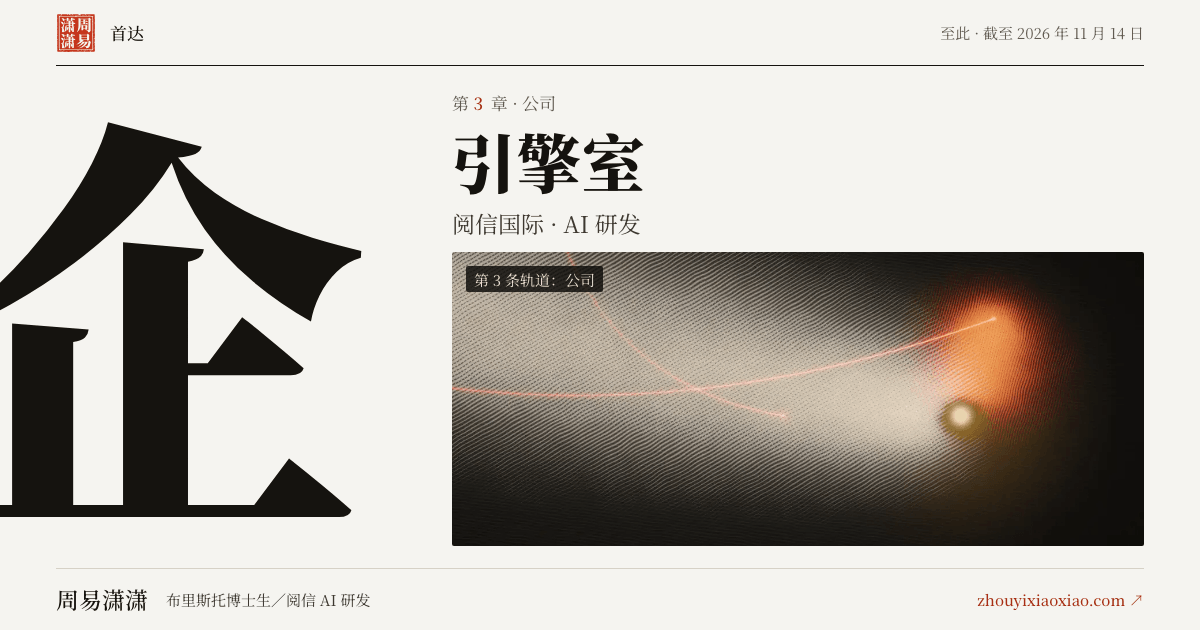 周易潇潇
首达
至此 · 截至 2026 年 11 月 14 日
企
第 3 章 · 公司
引擎室
阅信国际 · AI 研发
第 3 条轨道：公司
周易潇潇
布里斯托博士生／阅信 AI 研发
zhouyixiaoxiao.com ↗